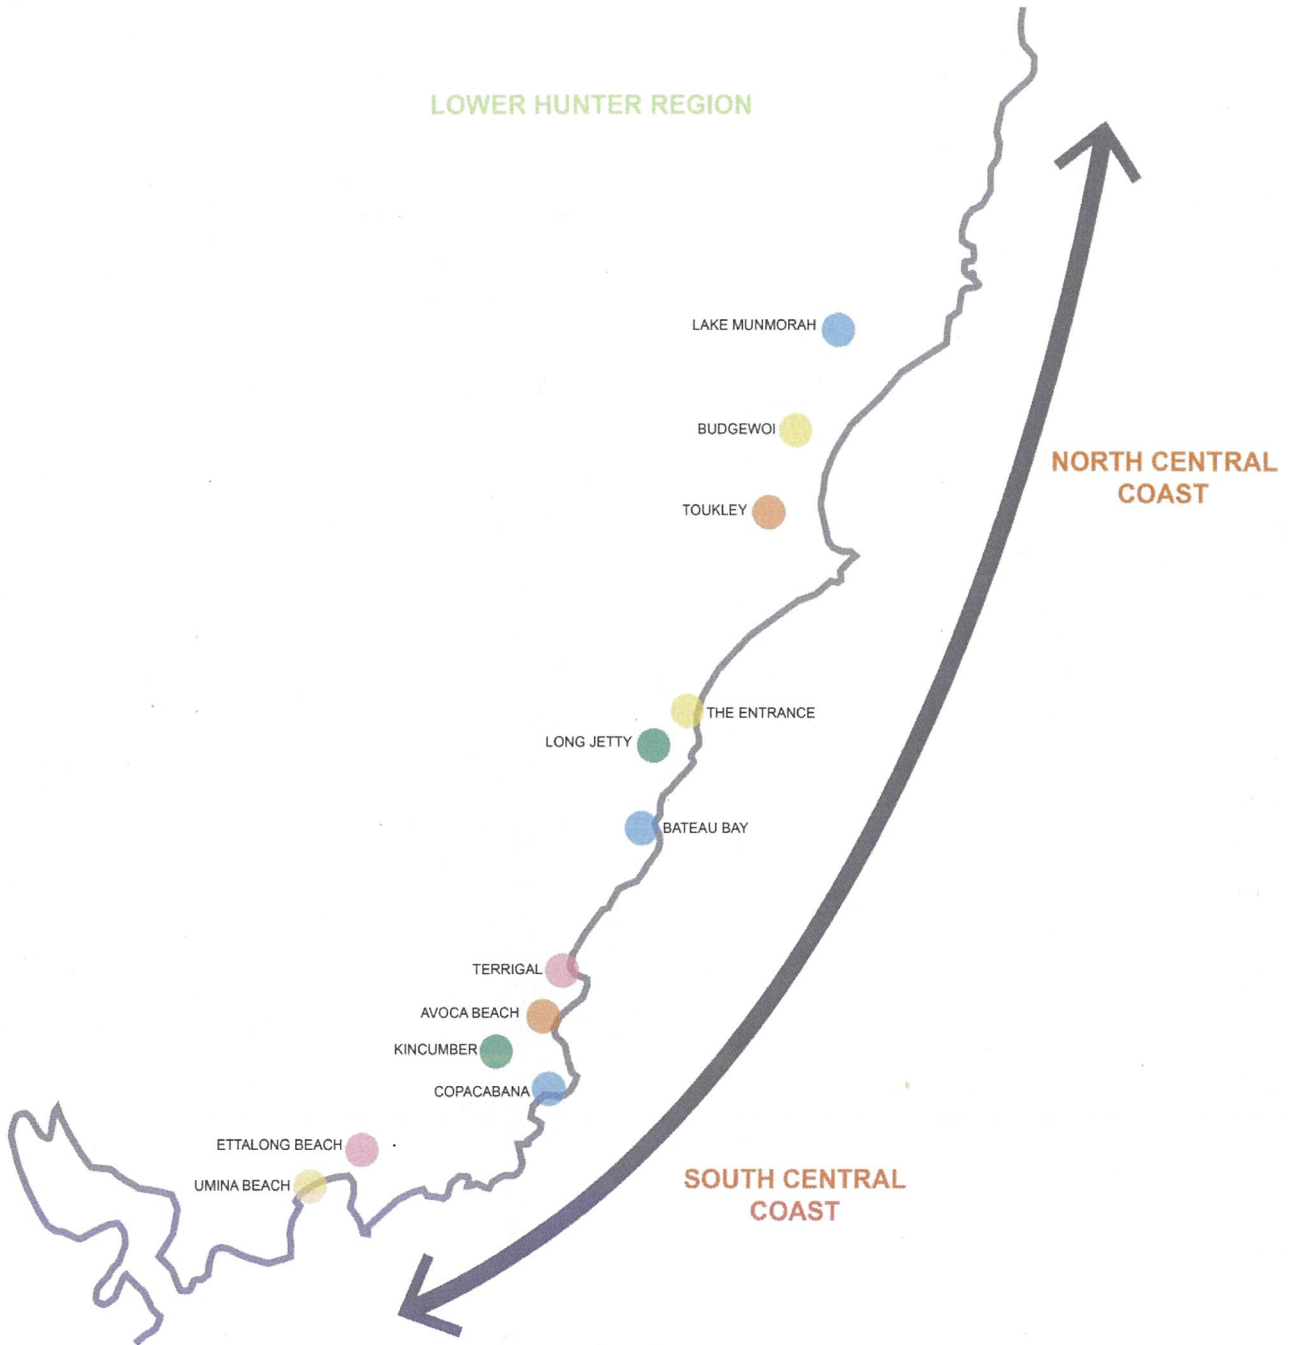 LOWER HUNTER REGION
LAKE MUNMORAH
BUDGEWOI
NORTH CENTRAL
COAST
TOUKLEY
THE ENTRANCE
LONG JETTY
BATEAU BAY
TERRIGAL
AVOCA BEACH
KINCUMBER
COPACABANA
ETTALONG BEACH
UMINA BEACH
SOUTH CENTRAL
COAST